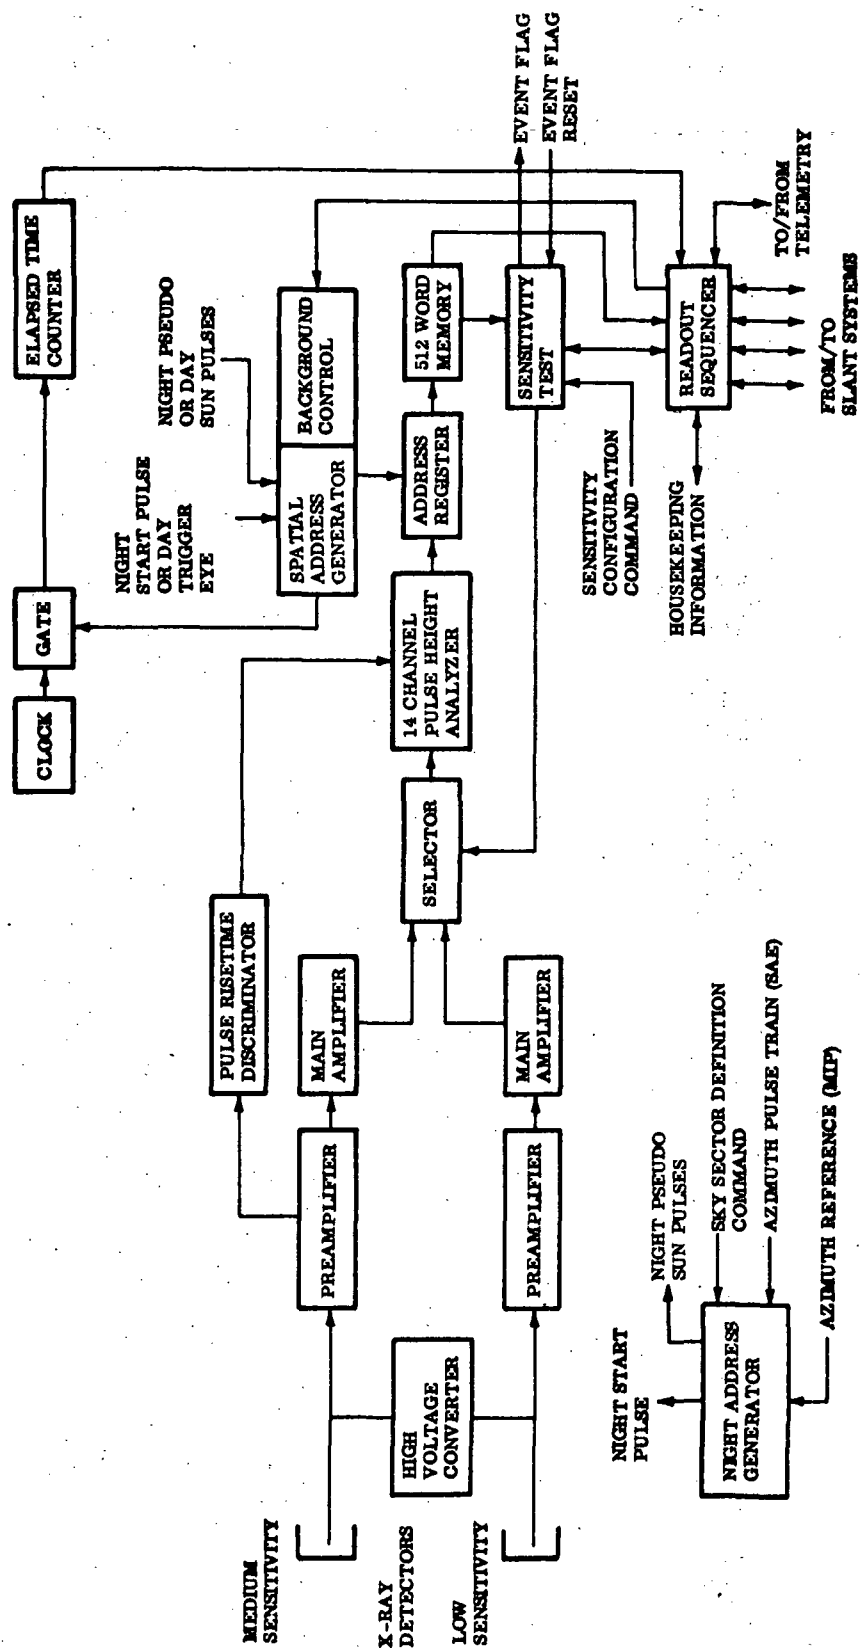 MEDIUM
SENSITIVITY
X-RAY
DETECTORS
LOW
SENSITIVITY
HIGH
VOLTAGE
CONVERTER
PREAMPLIFIER
PREAMPLIFIER
PULSE RISETIME
DISCRIMINATOR
MAIN
AMPLIFIER
MAIN
AMPLIFIER
SELECTOR
14 CHANNEL
PULSE HEIGHT
ANALYZER
CLOCK
GATE
ELAPSED TIME
COUNTER
NIGHT
START PULSE
OR DAY
TRIGGER
EYE
NIGHT PSEUDO
OR DAY
SUN PULSES
SPATIAL
ADDRESS
GENERATOR
BACKGROUND
CONTROL
ADDRESS
REGISTER
512 WORD
MEMORY
SENSITIVITY
TEST
EVENT FLAG
EVENT FLAG
RESET
SENSITIVITY
CONFIGURATION
COMMAND
HOUSEKEEPING
INFORMATION
READOUT
SEQUENCER
TO/FROM
TELEMETRY
FROM/TO
SLANT SYSTEMS
NIGHT START
PULSE
NIGHT PSEUDO
SUN PULSES
NIGHT ADDRESS
GENERATOR
SKY SECTOR DEFINITION
COMMAND
AZIMUTH PULSE TRAIN (SAE)
AZIMUTH REFERENCE (MIP)